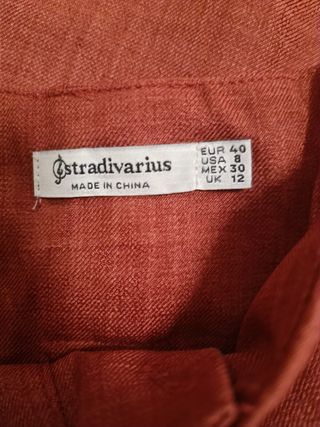 stradivarius
MADE IN CHINA
EUR 40
USA 8
MEX 30
UK 12